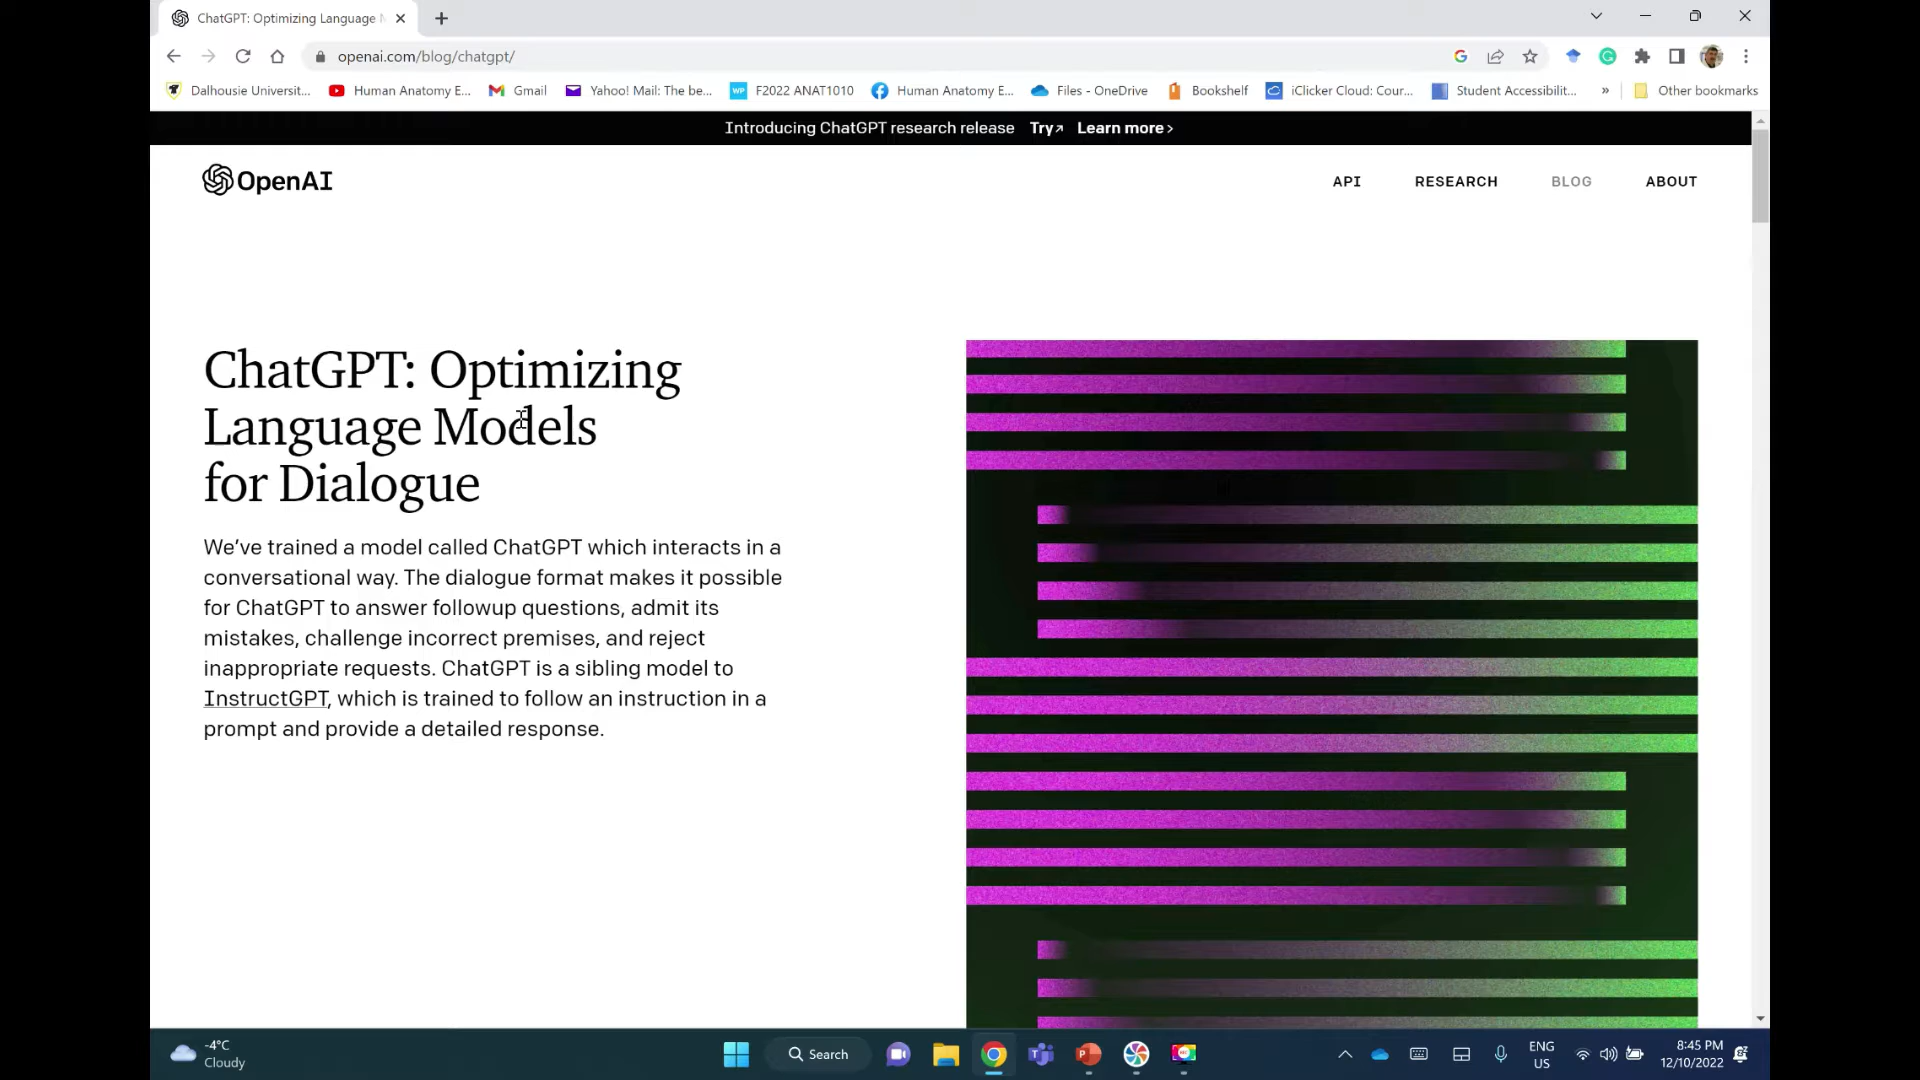 ChatGPT: Optimizing Language M
openai.com/blog/chatgpt/
Dalhousie Universit... Human Anatomy E... Gmail Yahoo! Mail: The be... F2022 ANAT1010 Human Anatomy E... Files - OneDrive Bookshelf iClicker Cloud: Cour... Student Accessibilit... » Other bookmarks
Introducing ChatGPT research release Try↗ Learn more >
OpenAI API RESEARCH BLOG ABOUT
ChatGPT: Optimizing
Language Models
for Dialogue
We've trained a model called ChatGPT which interacts in a
conversational way. The dialogue format makes it possible
for ChatGPT to answer followup questions, admit its
mistakes, challenge incorrect premises, and reject
inappropriate requests. ChatGPT is a sibling model to
InstructGPT, which is trained to follow an instruction in a
prompt and provide a detailed response.
-4°C
Cloudy
Search
ENG
US
8:45 PM
12/10/2022